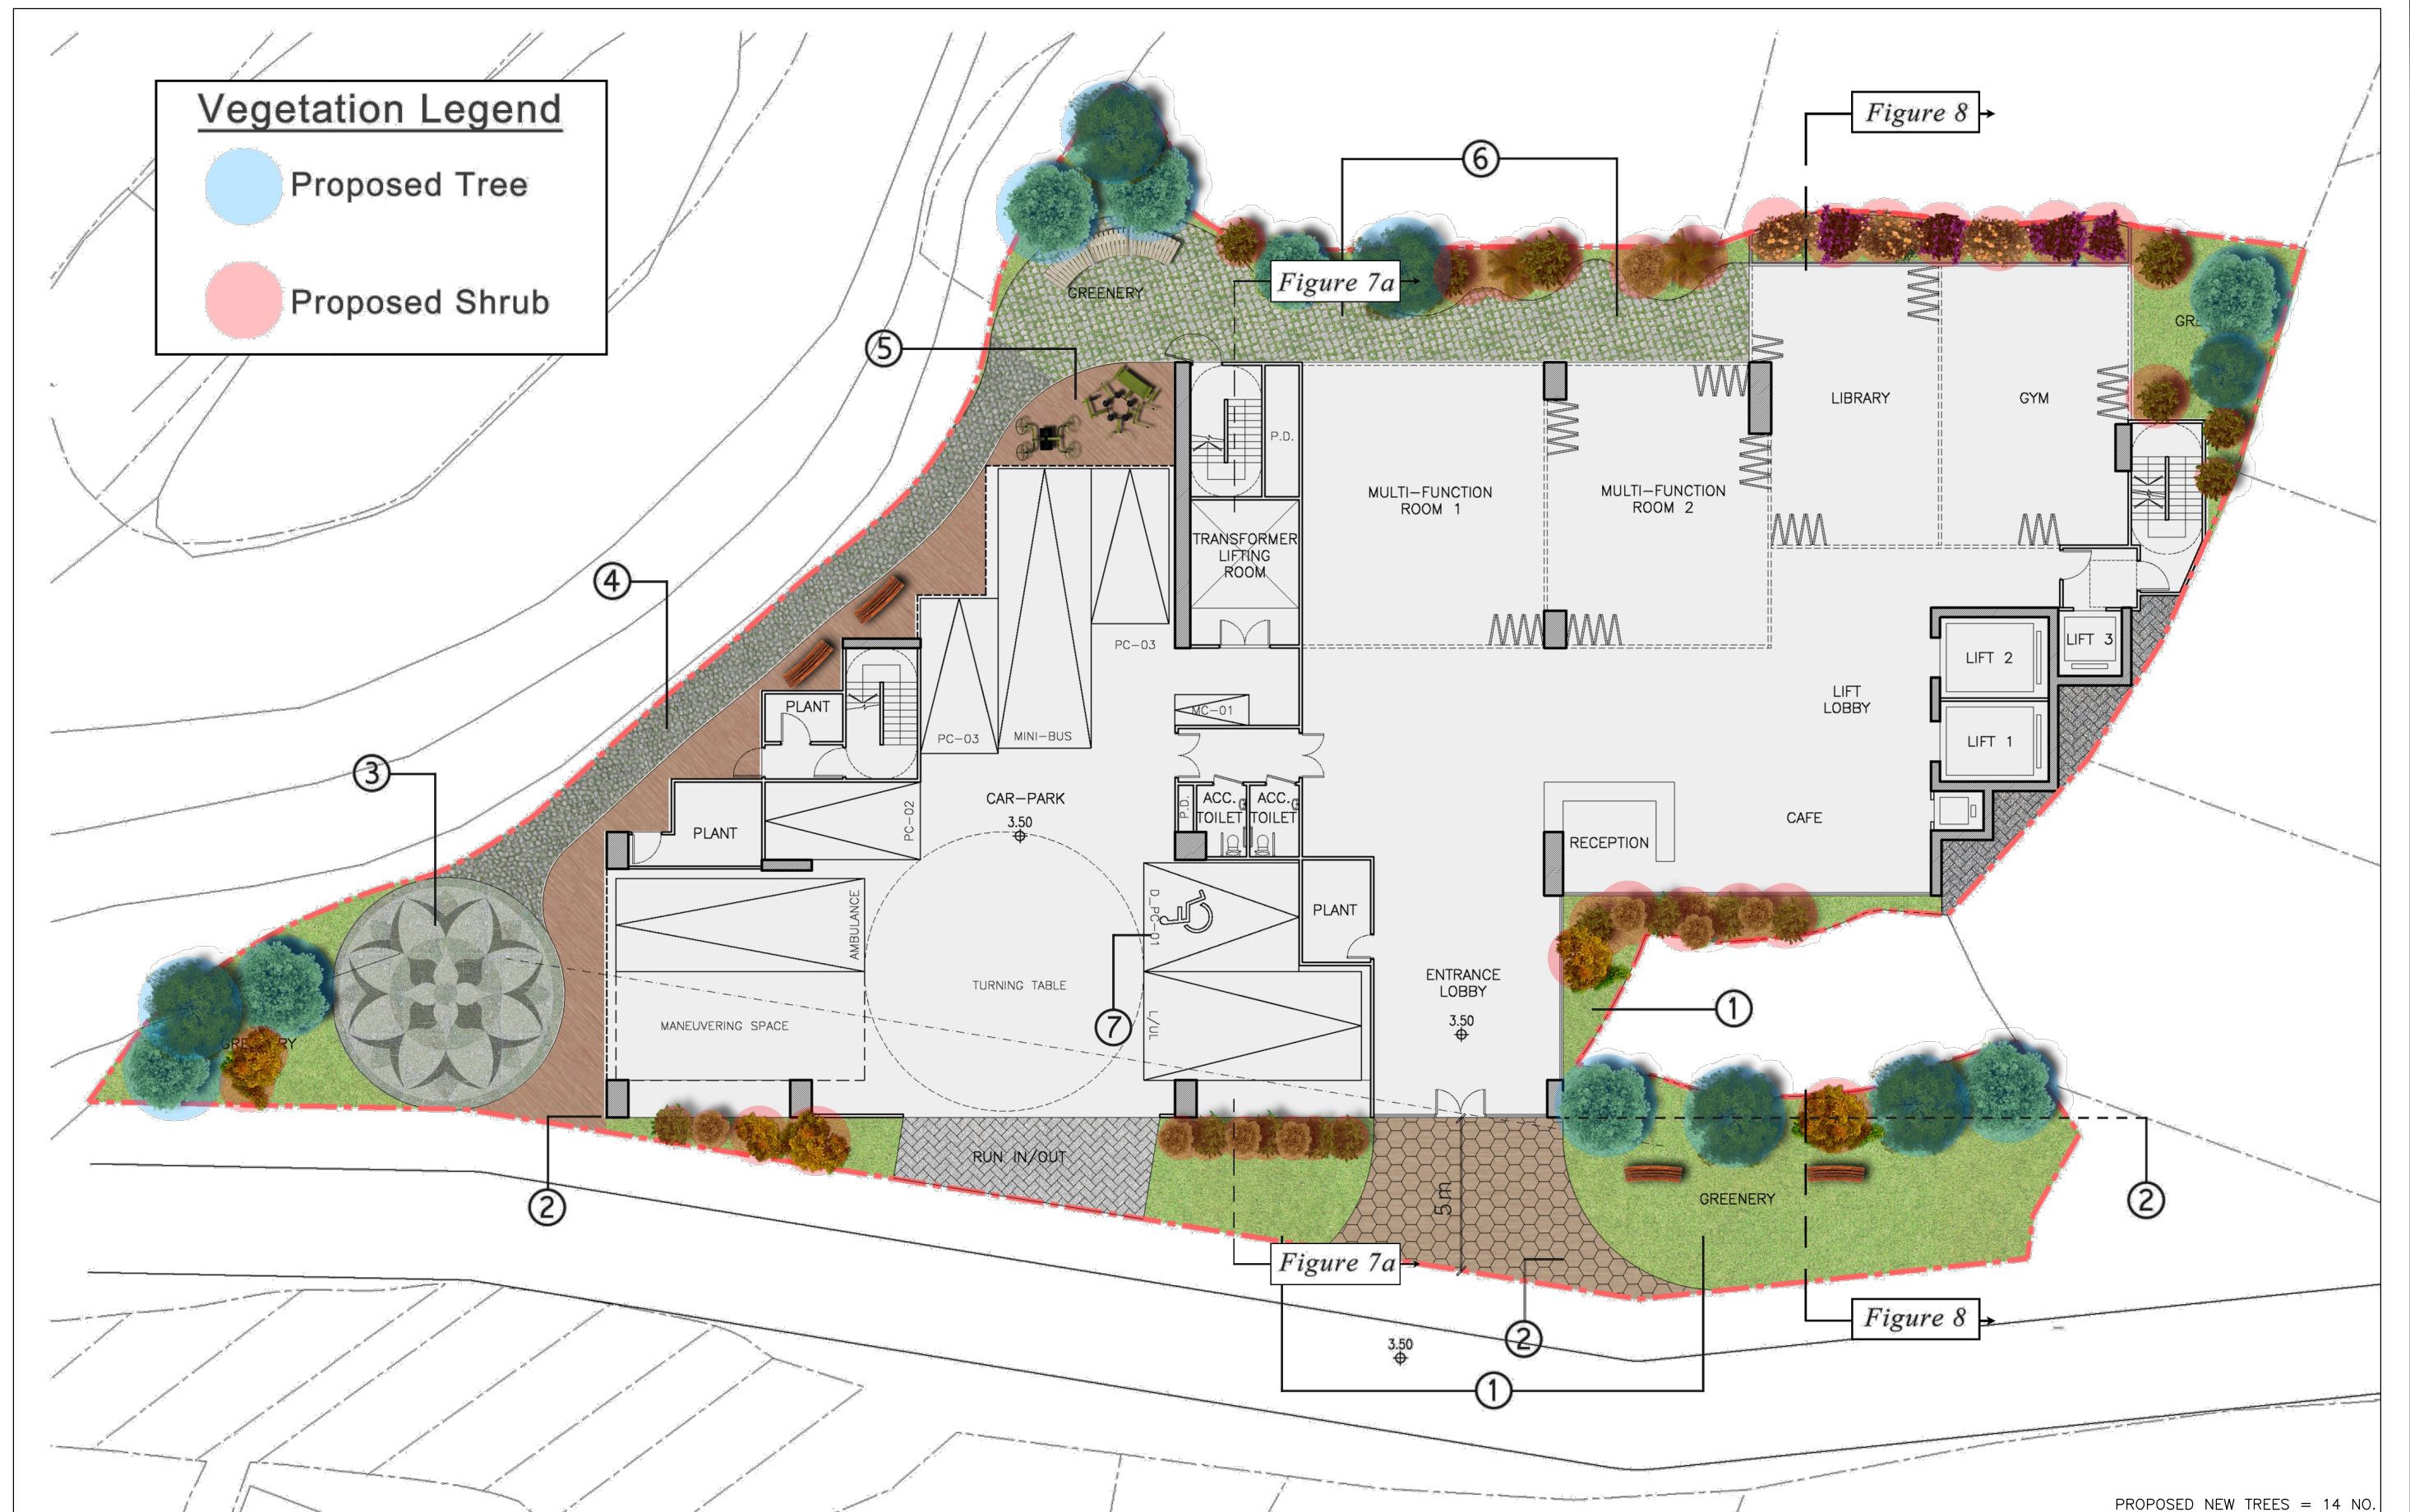 Vegetation Legend
Proposed Tree
Proposed Shrub
Figure 8
6
GREENERY
Figure 7a
5
P.D.
LIBRARY
GYM
MULTI-FUNCTION
ROOM 1
MULTI-FUNCTION
ROOM 2
TRANSFORMER
LIFTING
ROOM
4
PC-03
LIFT 3
LIFT 2
LIFT
LOBBY
PLANT
MC-01
PC-03
MINI-BUS
LIFT 1
3
CAR-PARK
3.50
PC-02
P.D.
ACC.
TOILET
ACC.
TOILET
CAFE
PLANT
RECEPTION
AMBULANCE
D_PC-01
PLANT
TURNING TABLE
ENTRANCE
LOBBY
3.50
1
MANEUVERING SPACE
7
L/UL
RUN IN/OUT
5m
GREENERY
2
2
Figure 7a
2
Figure 8
3.50
1
PROPOSED NEW TREES = 14 NO.